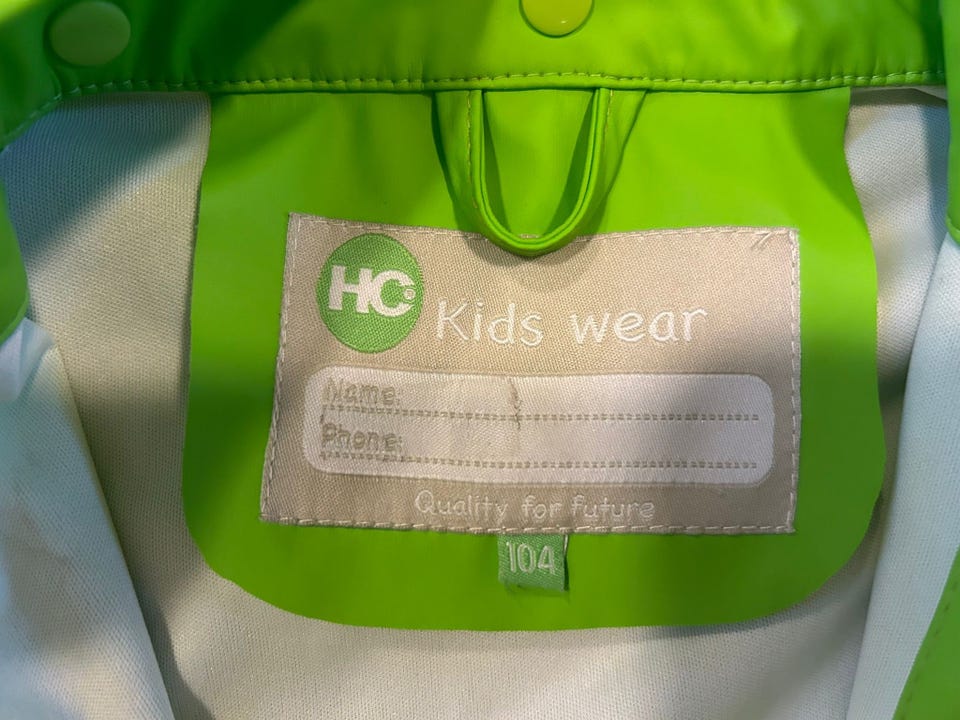 HC®
Kids wear
Name:
Phone:
Quality for future
104